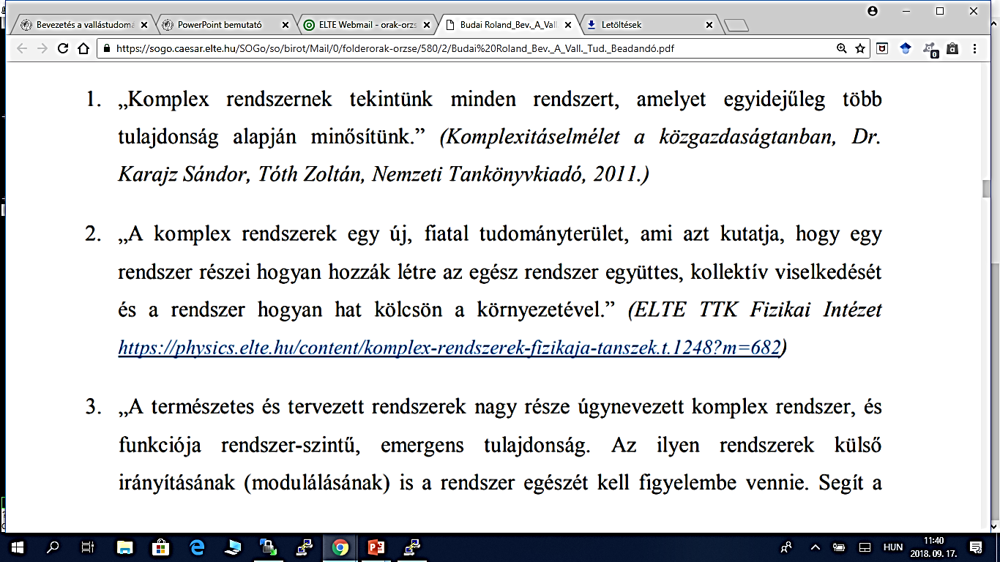 Bevezetés a vallástudomá
PowerPoint bemutató
ELTE Webmail - orak-orzs
Budai Roland_Bev._A_Vall
Letöltések
https://sogo.caesar.elte.hu/SOGo/so/birot/Mail/0/folderorak-orzse/580/2/Budai%20Roland_Bev._A_Vall._Tud._Beadandó.pdf
0
1. „Komplex rendszernek tekintünk minden rendszert, amelyet egyidejűleg több
tulajdonság alapján minősítünk.” (Komplexitáselmélet a közgazdaságtanban, Dr.
Karajz Sándor, Tóth Zoltán, Nemzeti Tankönyvkiadó, 2011.)
2. „A komplex rendszerek egy új, fiatal tudományterület, ami azt kutatja, hogy egy
rendszer részei hogyan hozzák létre az egész rendszer együttes, kollektív viselkedését
és a rendszer hogyan hat kölcsön a környezetével.” (ELTE TTK Fizikai Intézet
https://physics.elte.hu/content/komplex-rendszerek-fizikaja-tanszek.t.1248?m=682)
3. „A természetes és tervezett rendszerek nagy része úgynevezett komplex rendszer, és
funkciója rendszer-szintű, emergens tulajdonság. Az ilyen rendszerek külső
irányításának (modulálásának) is a rendszer egészét kell figyelembe vennie. Segít a
HUN
11:40
2018. 09. 17.